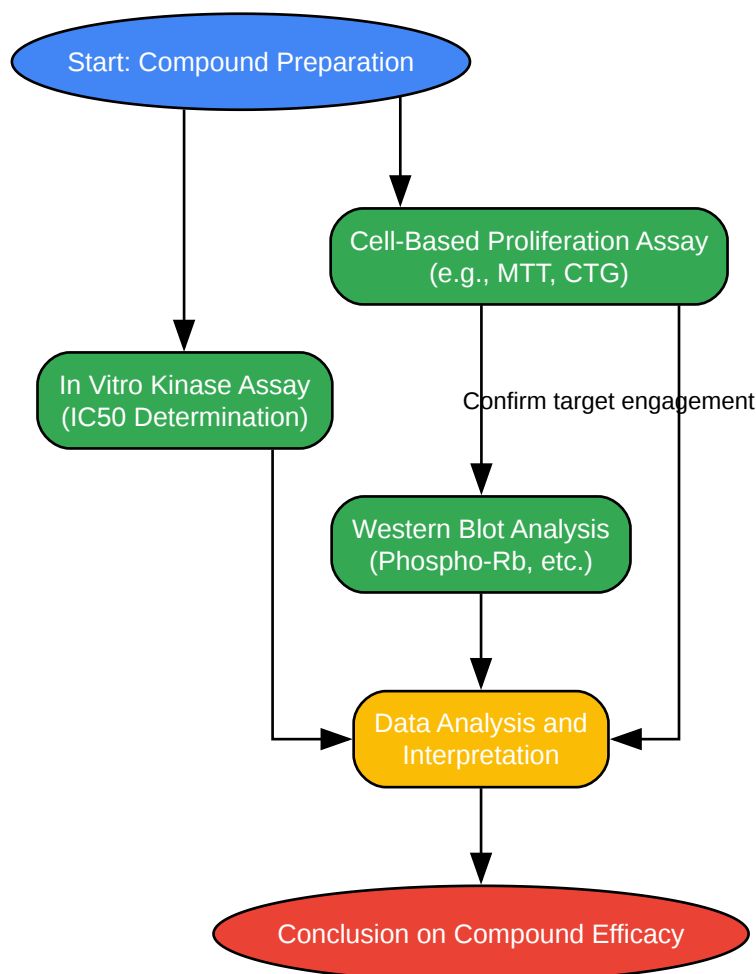 Start: Compound Preparation
Cell-Based Proliferation Assay
(e.g., MTT, CTG)
In Vitro Kinase Assay
(IC50 Determination)
Confirm target engagement
Western Blot Analysis
(Phospho-Rb, etc.)
Data Analysis and
Interpretation
Conclusion on Compound Efficacy